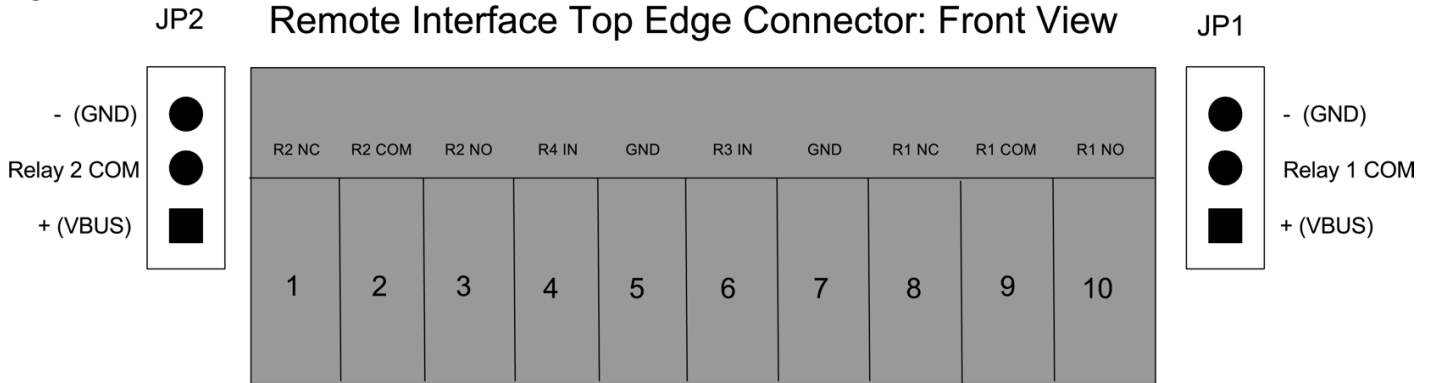 JP2
Remote Interface Top Edge Connector: Front View
JP1
- (GND)
Relay 2 COM
+ (VBUS)
R2 NC R2 COM R2 NO R4 IN GND R3 IN GND R1 NC R1 COM R1 NO
1 2 3 4 5 6 7 8 9 10
- (GND)
Relay 1 COM
+ (VBUS)